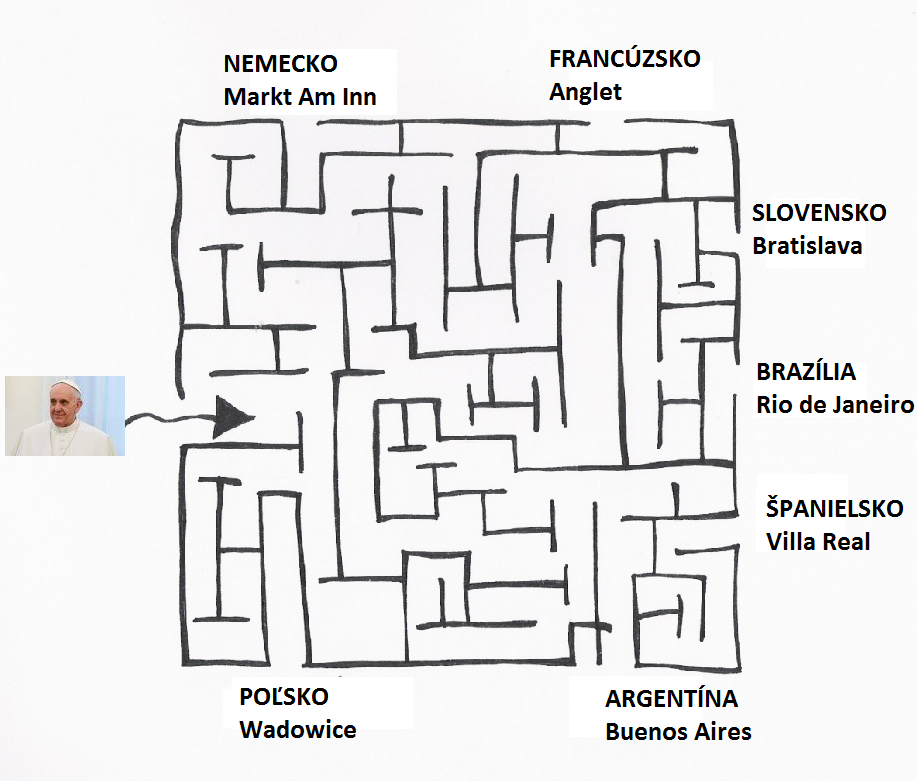 NEMECKO
Markt Am Inn
FRANCÚZSKO
Anglet
SLOVENSKO
Bratislava
BRAZÍLIA
Rio de Janeiro
ŠPANIELSKO
Villa Real
POĽSKO
Wadowice
ARGENTÍNA
Buenos Aires